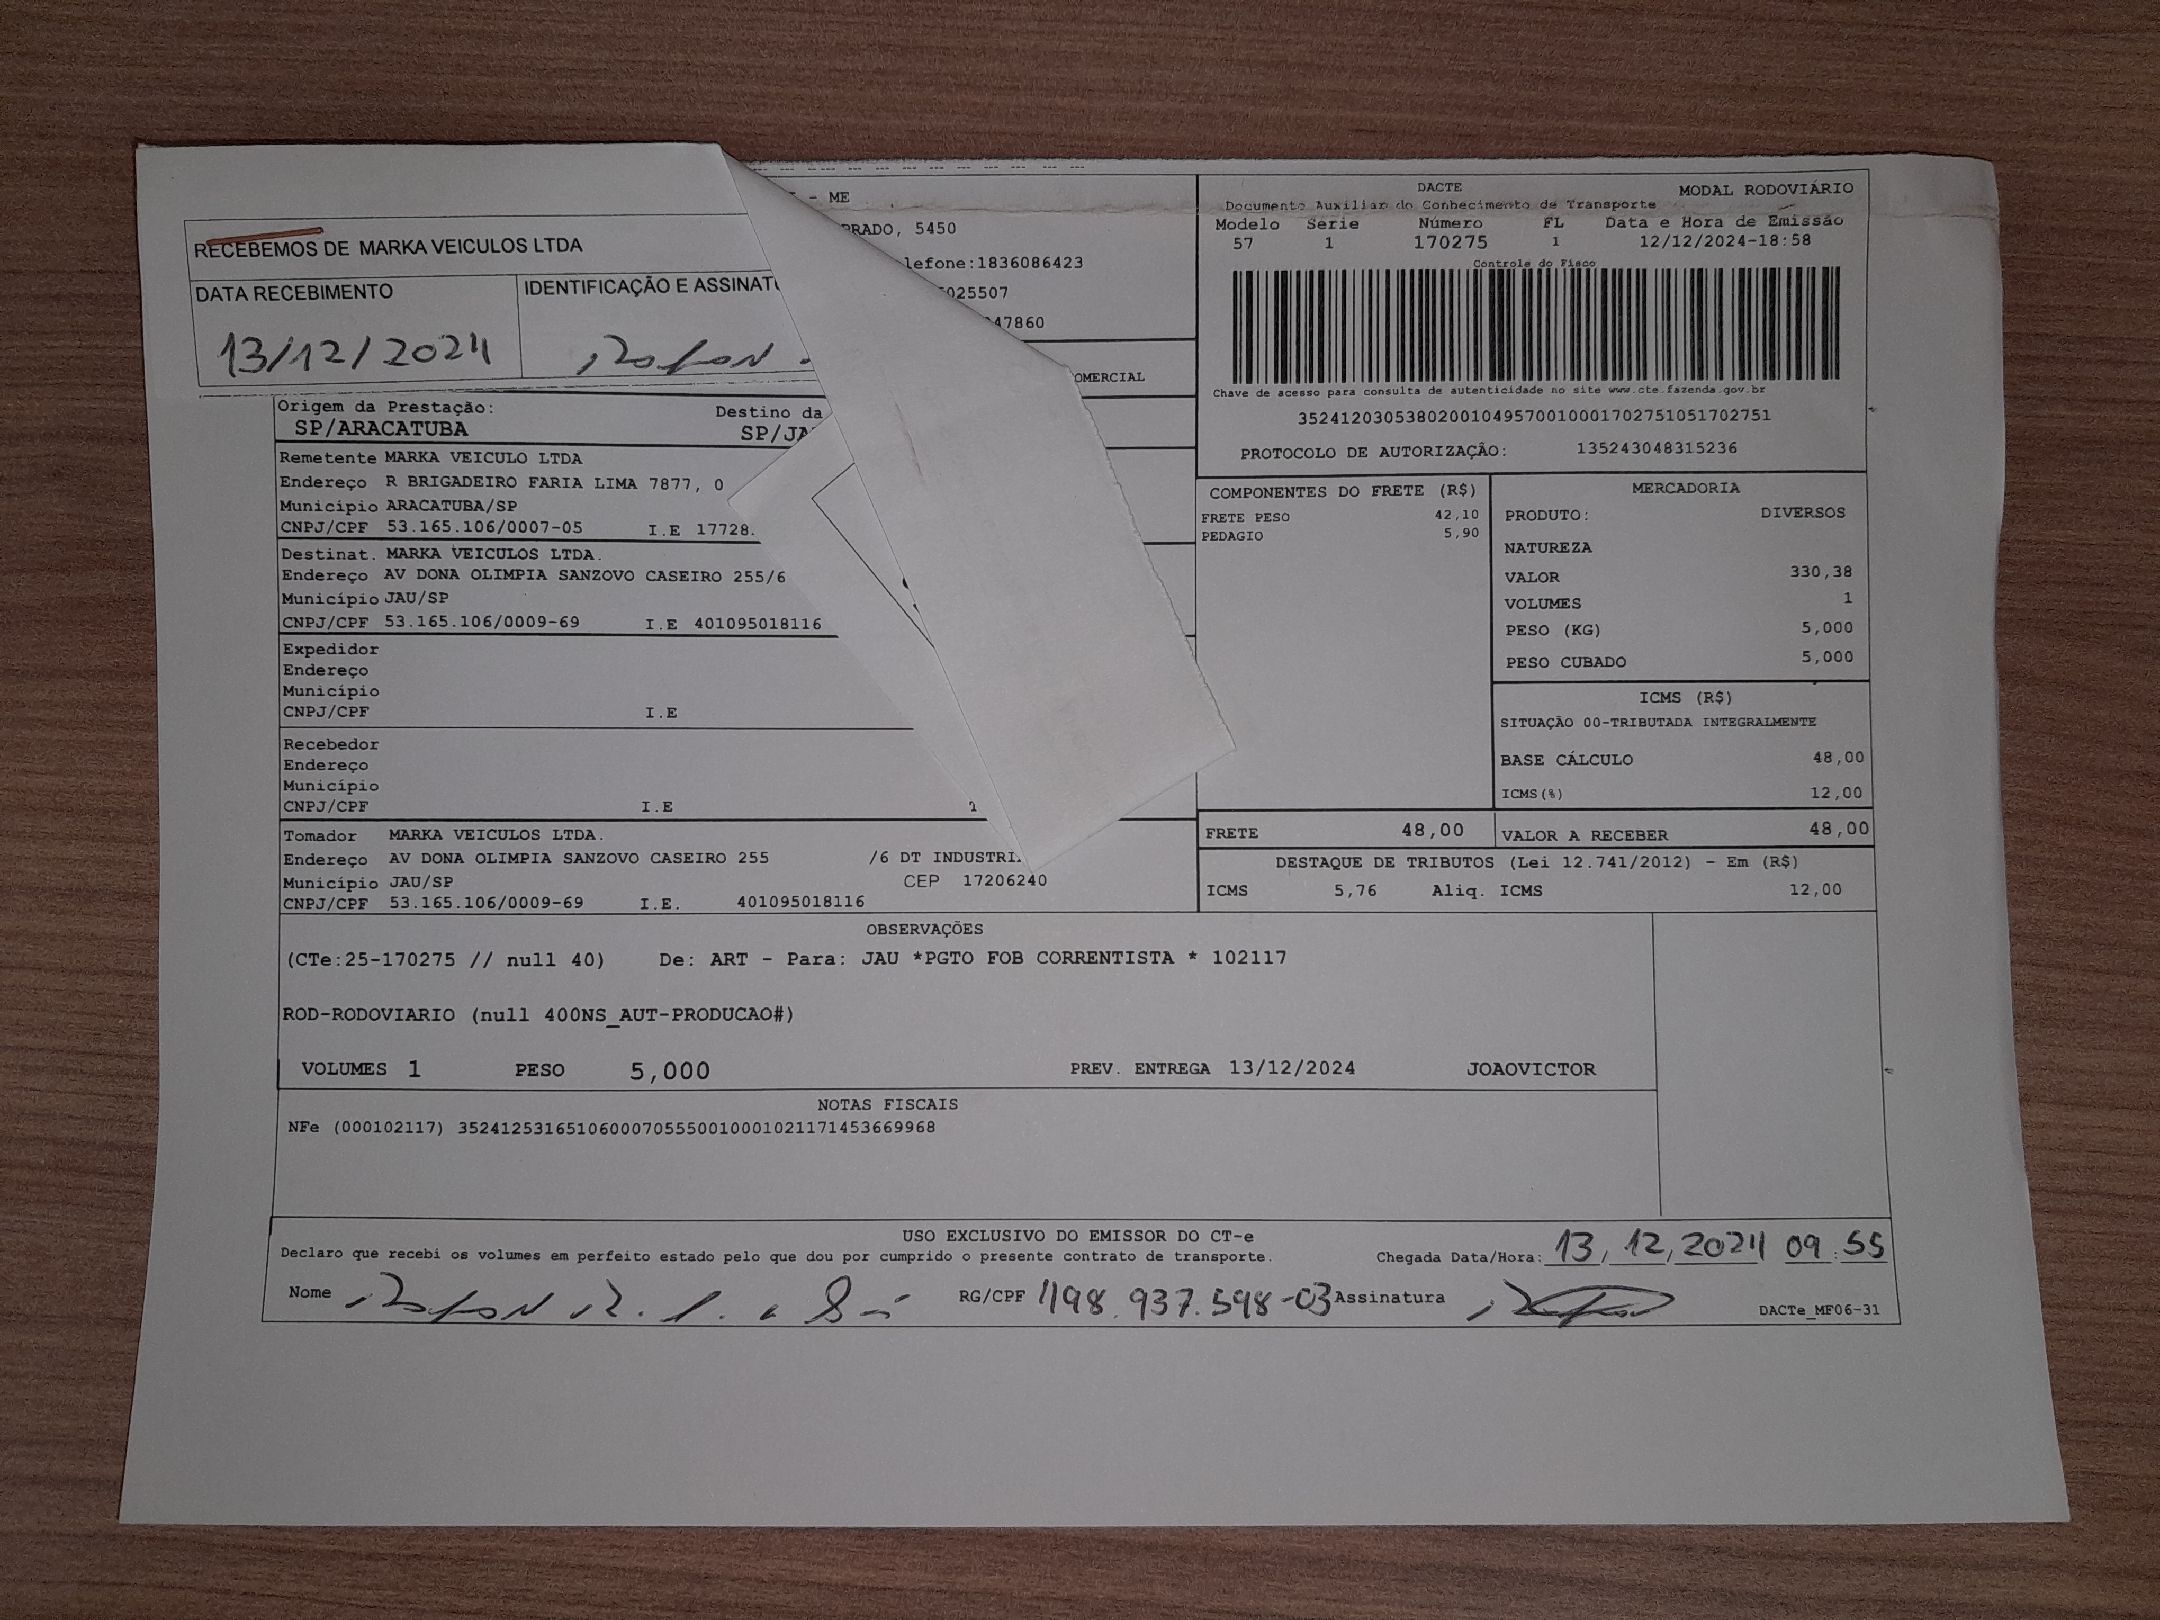 RECEBEMOS DE MARKA VEICULOS LTDA
DATA RECEBIMENTO
IDENTIFICAÇÃO E ASSINATU
13/12/2024
- ME
PRADO, 5450
lefone:1836086423
025507
47860
OMERCIAL
DACTE
MODAL RODOVIÁRIO
Documento Auxiliar do Conhecimento de Transporte
Modelo Série Número FL Data e Hora de Emissão
57 1 170275 1 12/12/2024-18:58
Controle do Fisco
Chave de acesso para consulta de autenticidade no site www.cte.fazenda.gov.br
35241203053802001049570010001702751051702751
PROTOCOLO DE AUTORIZAÇÃO: 135243048315236
Origem da Prestação: Destino da
SP/ARACATUBA SP/JA
Remetente MARKA VEICULO LTDA
Endereço R BRIGADEIRO FARIA LIMA 7877, 0
Município ARACATUBA/SP
CNPJ/CPF 53.165.106/0007-05 I.E 17728.
Destinat. MARKA VEICULOS LTDA.
Endereço AV DONA OLIMPIA SANZOVO CASEIRO 255/6
Município JAU/SP
CNPJ/CPF 53.165.106/0009-69 I.E 401095018116
Expedidor
Endereço
Município
CNPJ/CPF I.E
Recebedor
Endereço
Município
CNPJ/CPF I.E
Tomador MARKA VEICULOS LTDA.
Endereço AV DONA OLIMPIA SANZOVO CASEIRO 255 /6 DT INDUSTRI
Município JAU/SP CEP 17206240
CNPJ/CPF 53.165.106/0009-69 I.E. 401095018116
COMPONENTES DO FRETE (R$)
FRETE PESO 42,10
PEDAGIO 5,90
MERCADORIA
PRODUTO: DIVERSOS
NATUREZA
VALOR 330,38
VOLUMES 1
PESO (KG) 5,000
PESO CUBADO 5,000
ICMS (R$)
SITUAÇÃO 00-TRIBUTADA INTEGRALMENTE
BASE CÁLCULO 48,00
ICMS(%) 12,00
FRETE 48,00 VALOR A RECEBER 48,00
DESTAQUE DE TRIBUTOS (Lei 12.741/2012) - Em (R$)
ICMS 5,76 Aliq. ICMS 12,00
OBSERVAÇÕES
(CTe:25-170275 // null 40) De: ART - Para: JAU *PGTO FOB CORRENTISTA * 102117
ROD-RODOVIARIO (null 400NS_AUT-PRODUCAO#)
VOLUMES 1 PESO 5,000 PREV. ENTREGA 13/12/2024 JOAOVICTOR
NOTAS FISCAIS
NFe (000102117) 35241253165106000705550010001021171453669968
USO EXCLUSIVO DO EMISSOR DO CT-e
Declaro que recebi os volumes em perfeito estado pelo que dou por cumprido o presente contrato de transporte. Chegada Data/Hora: 13/12/2024 09:55
Nome RG/CPF 498.937.598-03 Assinatura
DACTe_MF06-31